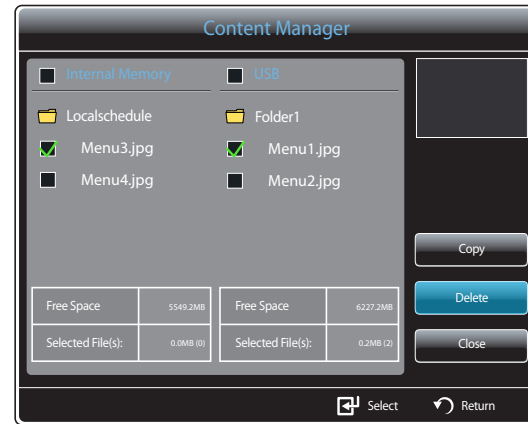 Content Manager
Internal Memory USB
Localschedule Folder1
Menu3.jpg Menu1.jpg
Menu4.jpg Menu2.jpg
Copy
Free Space 5549.2MB Free Space 6227.2MB
Delete
Selected File(s): 0.0MB (0) Selected File(s): 0.2MB (2)
Close
Select Return